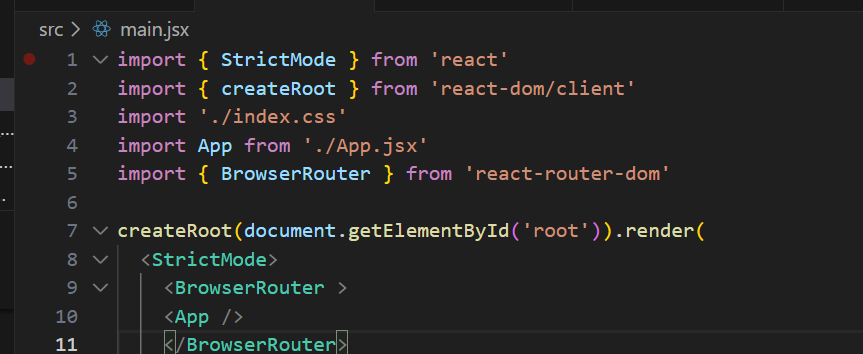 src > main.jsx
1 import { StrictMode } from 'react'
2 import { createRoot } from 'react-dom/client'
3 import './index.css'
4 import App from './App.jsx'
5 import { BrowserRouter } from 'react-router-dom'
6
7 createRoot(document.getElementById('root')).render(
8   <StrictMode>
9     <BrowserRouter >
10     <App />
11     </BrowserRouter>